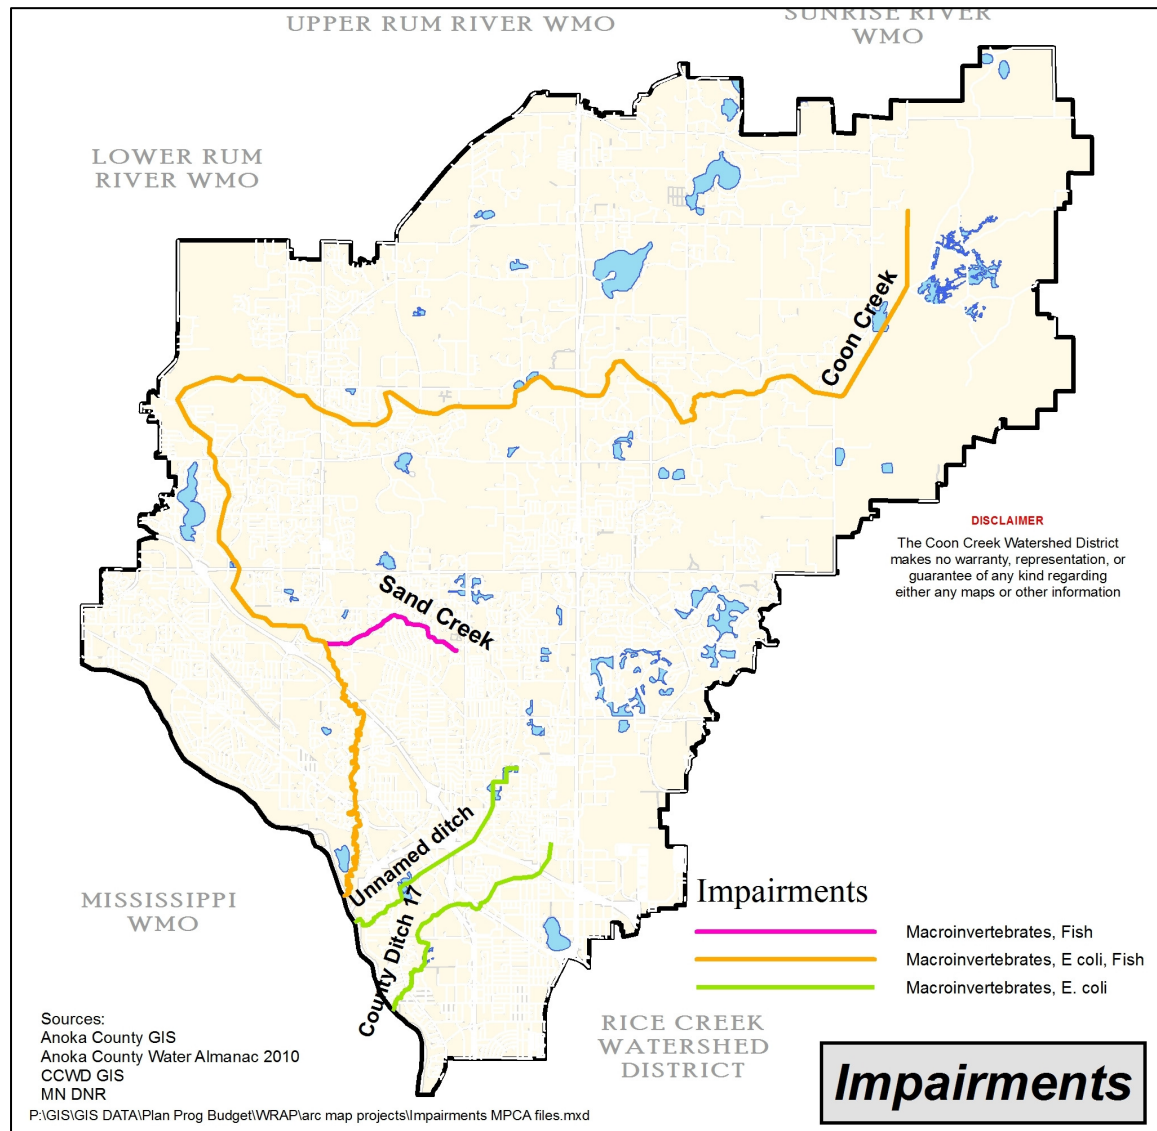 UPPER RUM RIVER WMO
SUNRISE RIVER
WMO
LOWER RUM
RIVER WMO
Coon Creek
DISCLAIMER
The Coon Creek Watershed District
makes no warranty, representation, or
guarantee of any kind regarding
either any maps or other information
Sand Creek
Unnamed ditch
County Ditch 17
MISSISSIPPI
WMO
Impairments
Macroinvertebrates, Fish
Macroinvertebrates, E coli, Fish
Macroinvertebrates, E. coli
RICE CREEK
WATERSHED
DISTRICT
Sources:
Anoka County GIS
Anoka County Water Almanac 2010
CCWD GIS
MN DNR
P:\GIS\GIS DATA\Plan Prog Budget\WRAP\arc map projects\Impairments MPCA files.mxd
Impairments